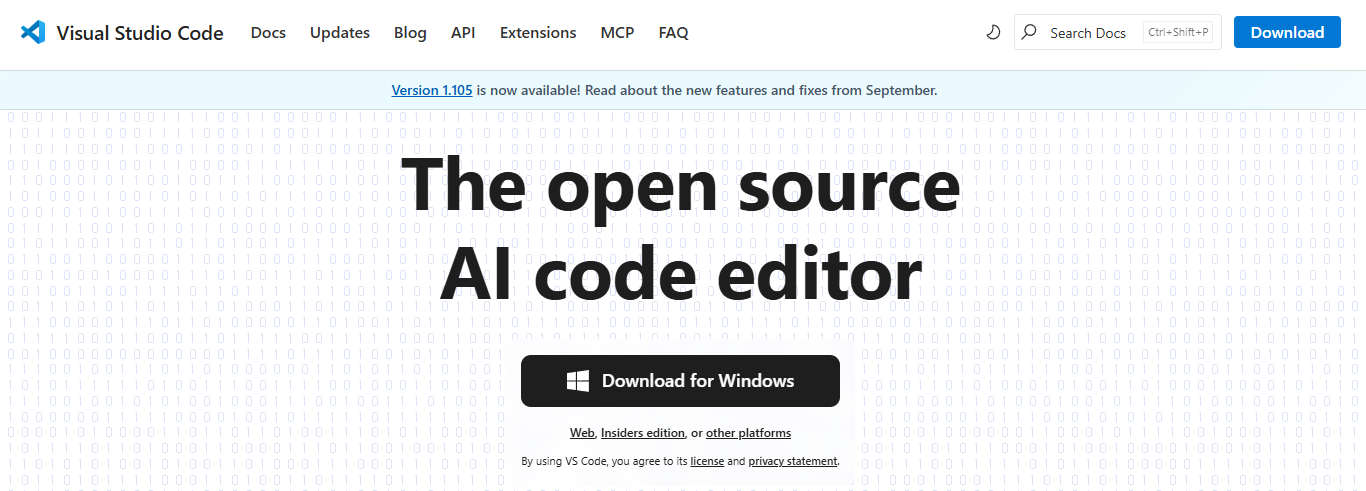 Visual Studio Code Docs Updates Blog API Extensions MCP FAQ Search Docs Ctrl+Shift+P Download
Version 1.105 is now available! Read about the new features and fixes from September.
The open source
AI code editor
Download for Windows
Web, Insiders edition, or other platforms
By using VS Code, you agree to its license and privacy statement.